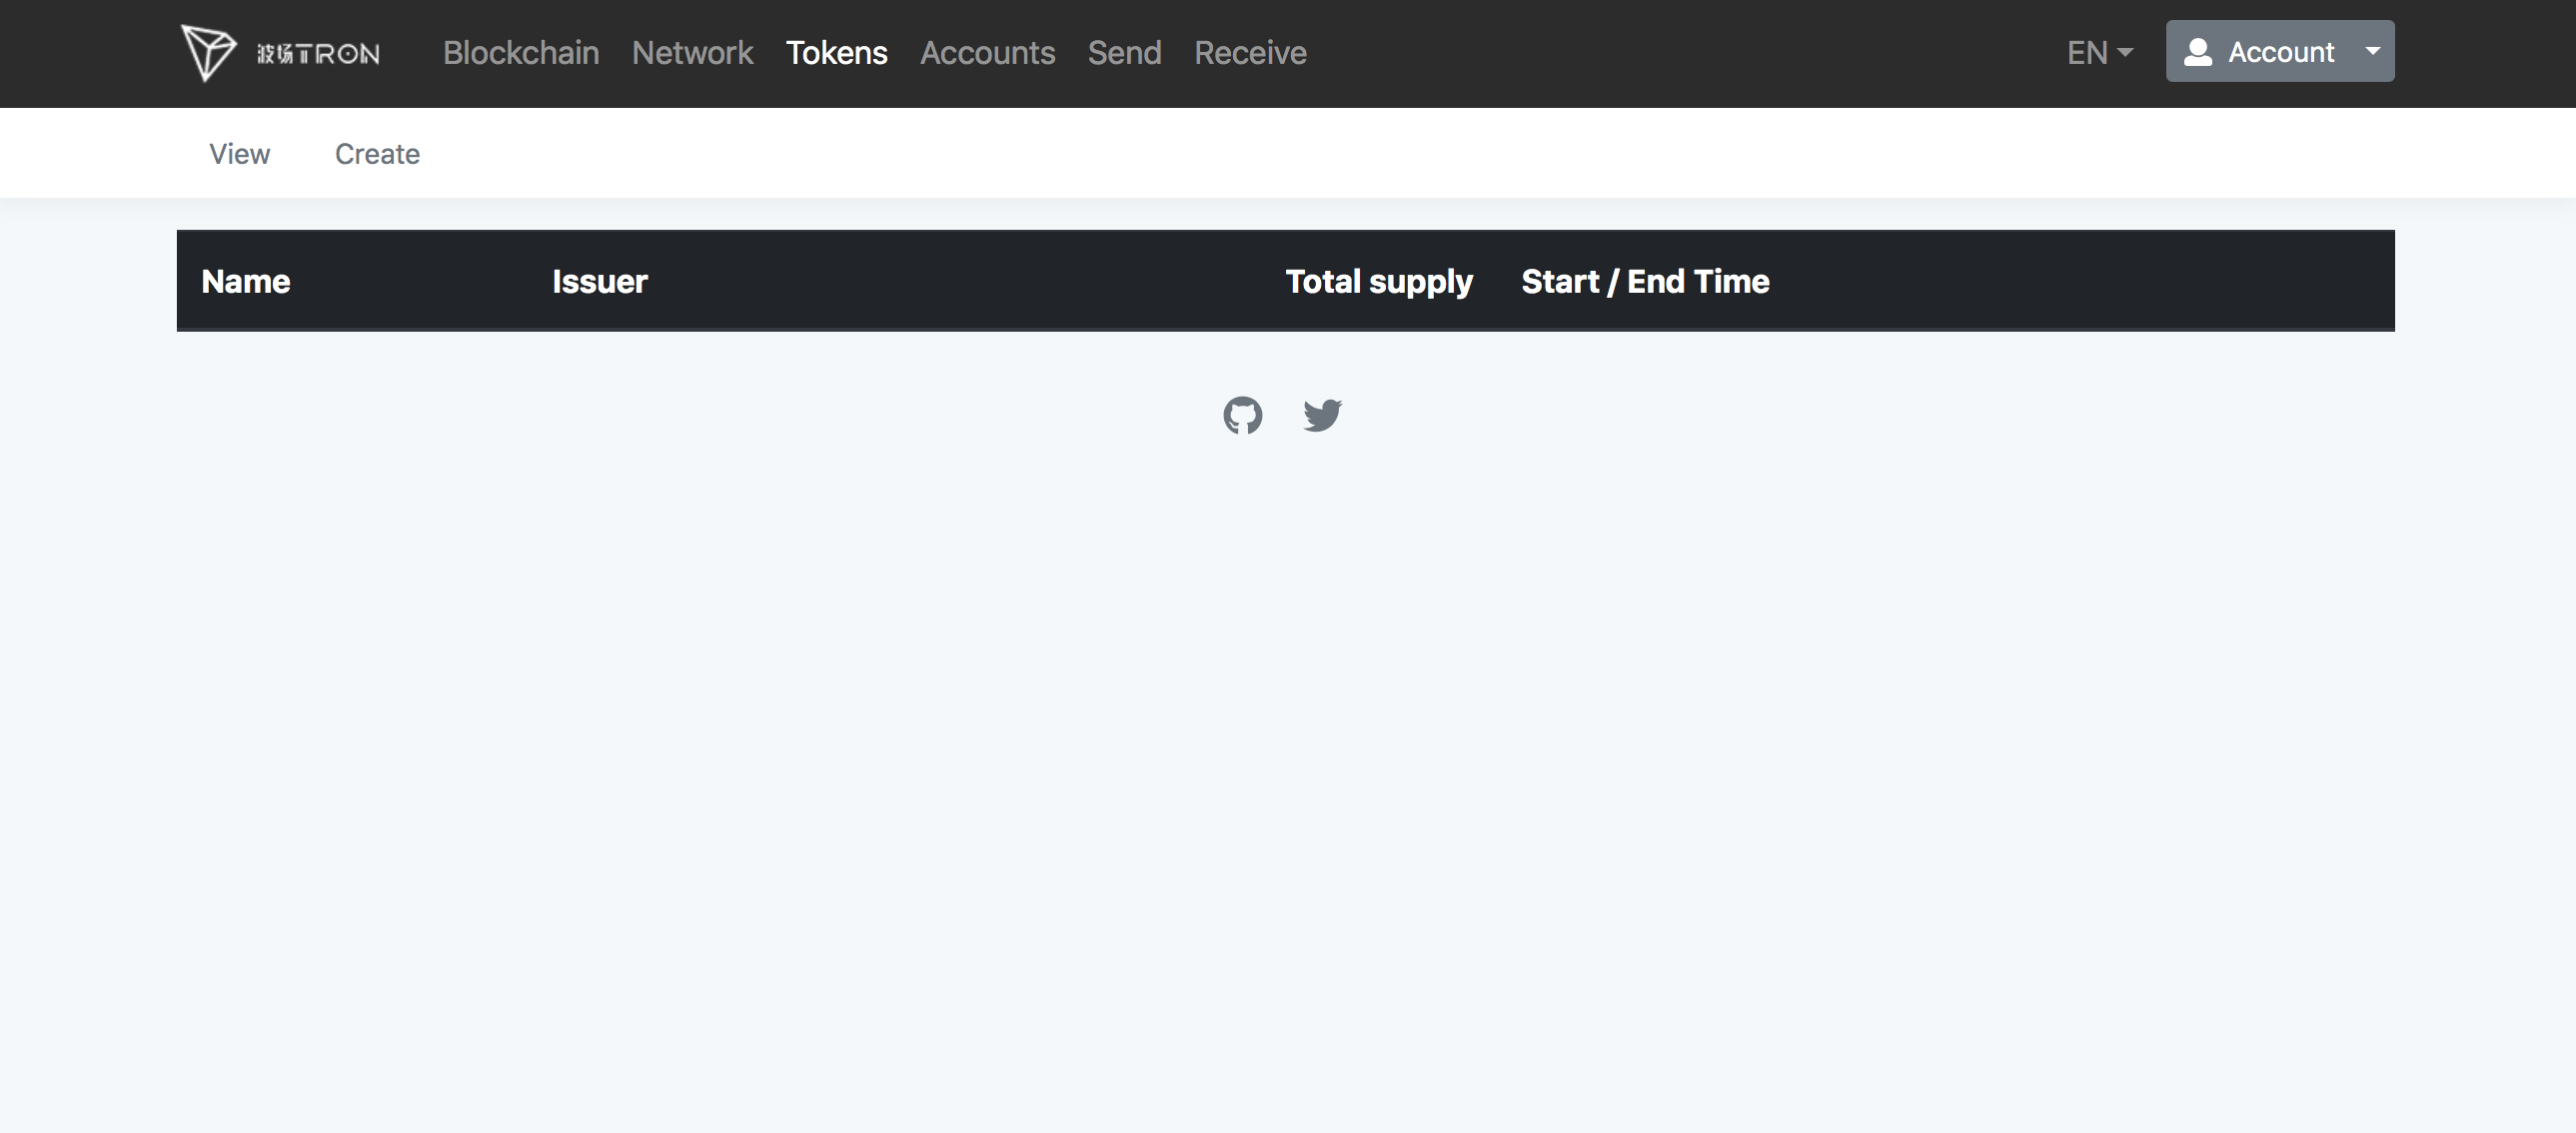 波场TRON Blockchain Network Tokens Accounts Send Receive EN Account
View Create
Name Issuer Total supply Start / End Time